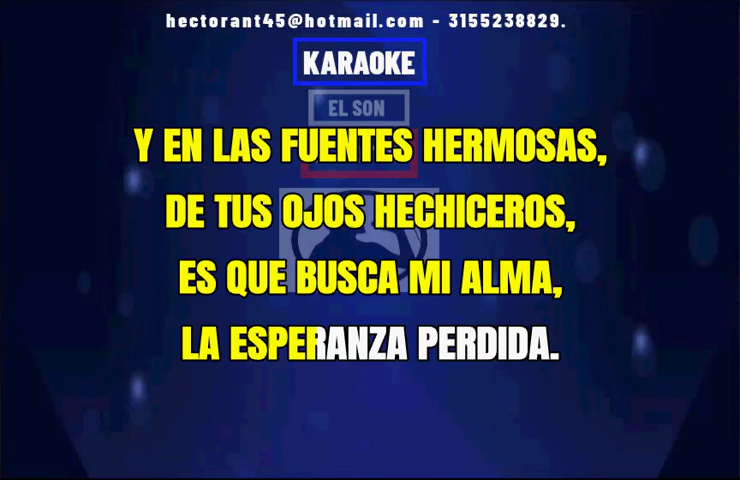 hectorant45@hotmail.com - 3155238829.
KARAOKE
EL SON
Y EN LAS FUENTES HERMOSAS,
DE TUS OJOS HECHICEROS,
ES QUE BUSCA MI ALMA,
LA ESPERANZA PERDIDA.